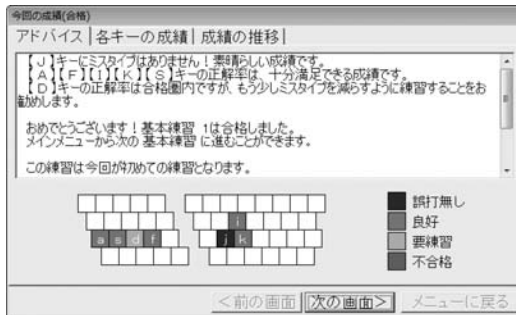 今回の成績(合格)
アドバイス 各キーの成績 成績の推移
【J】キーにミスタイプはありません！素晴らしい成績です。
【A】【F】【I】【K】【S】キーの正解率は、十分満足できる成績です。
【D】キーの正解率は合格圏内ですが、もう少しミスタイプを減らすように練習することをお
勧めします。
おめでとうございます！基本練習 1は合格しました。
メインメニューから次の 基本練習 に進むことができます。
この練習は今回が初めての練習となります。
誤打無し
i
良好
a s d f j k
要練習
不合格
＜前の画面 次の画面＞ メニューに戻る